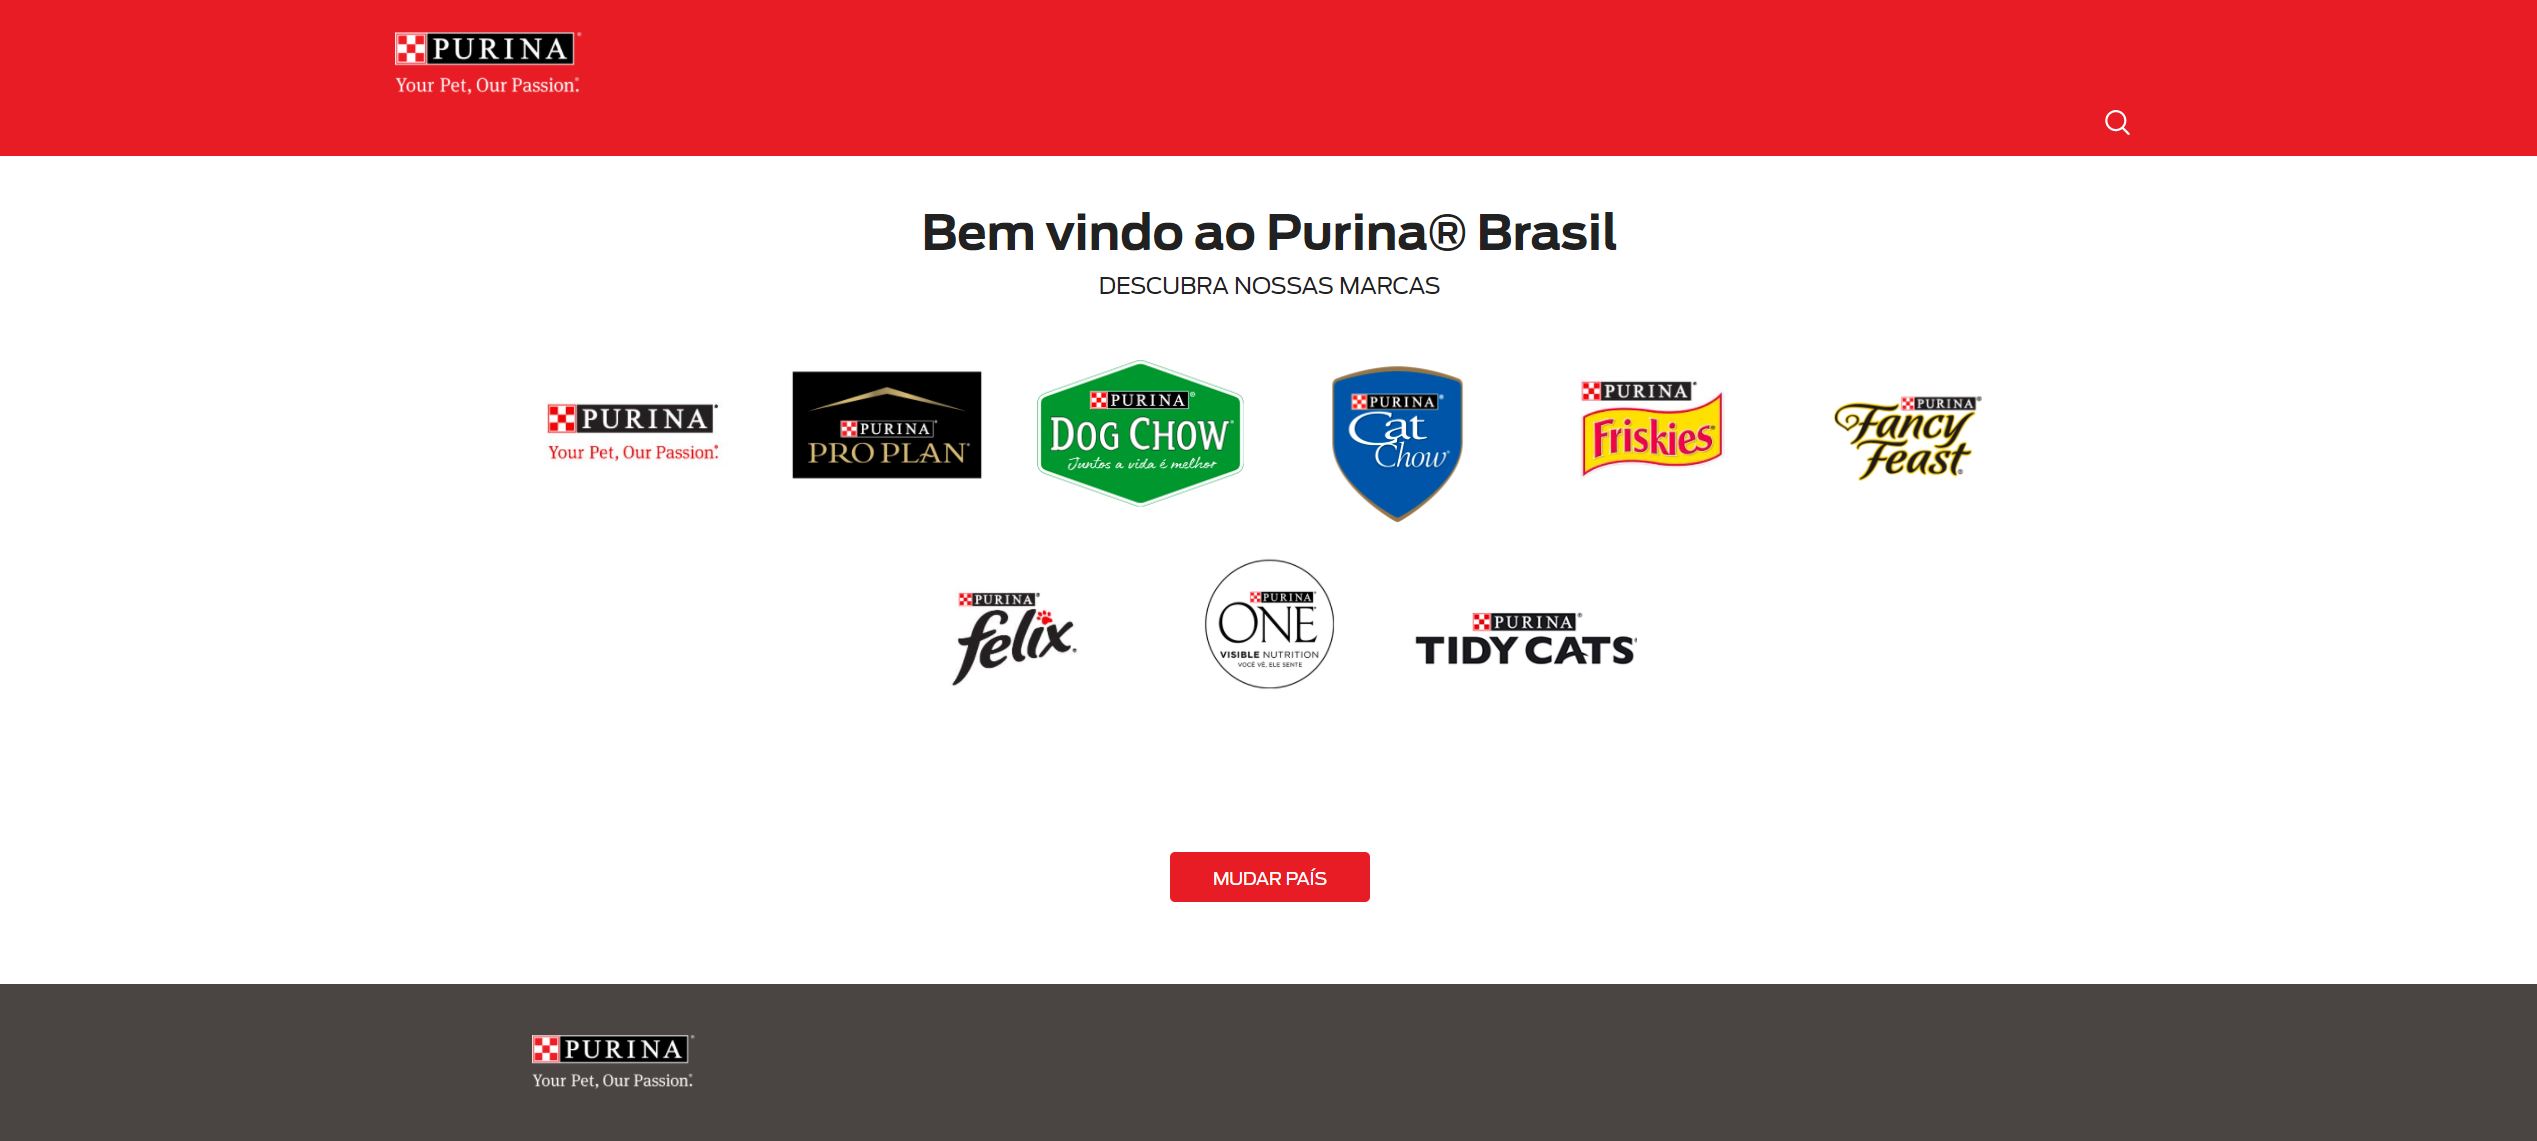 PURINA
Your Pet, Our Passion.®
Bem vindo ao Purina® Brasil
DESCUBRA NOSSAS MARCAS
PURINA
Your Pet, Our Passion.®
PURINA
PRO PLAN®
PURINA®
DOG CHOW®
Juntos a vida é melhor
PURINA®
Cat
Chow®
PURINA®
Friskies®
PURINA®
Fancy
Feast®
PURINA®
felix®
PURINA
ONE
VISIBLE NUTRITION
VOCÊ VÊ, ELE SENTE
PURINA®
TIDY CATS®
MUDAR PAÍS
PURINA
Your Pet, Our Passion.®